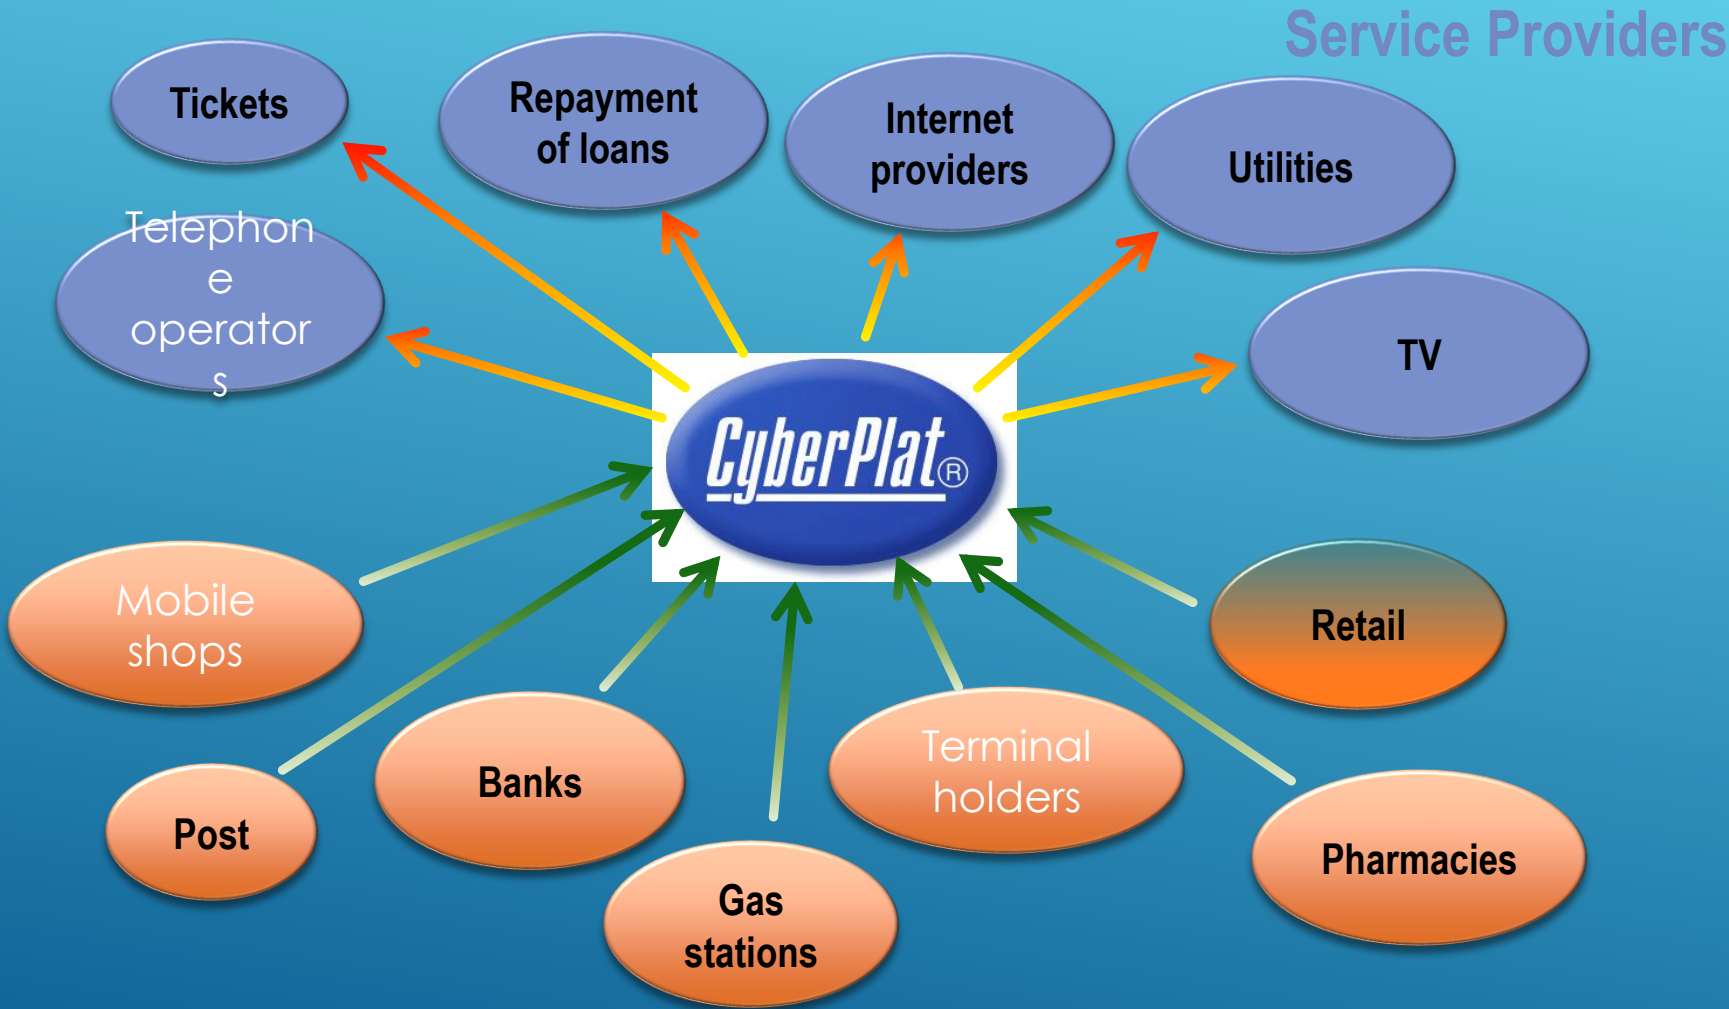 Service Providers
Tickets
Repayment
of loans
Internet
providers
Utilities
Telephon
e
operator
s
TV
CyberPlat®
Mobile
shops
Retail
Post
Banks
Terminal
holders
Gas
stations
Pharmacies